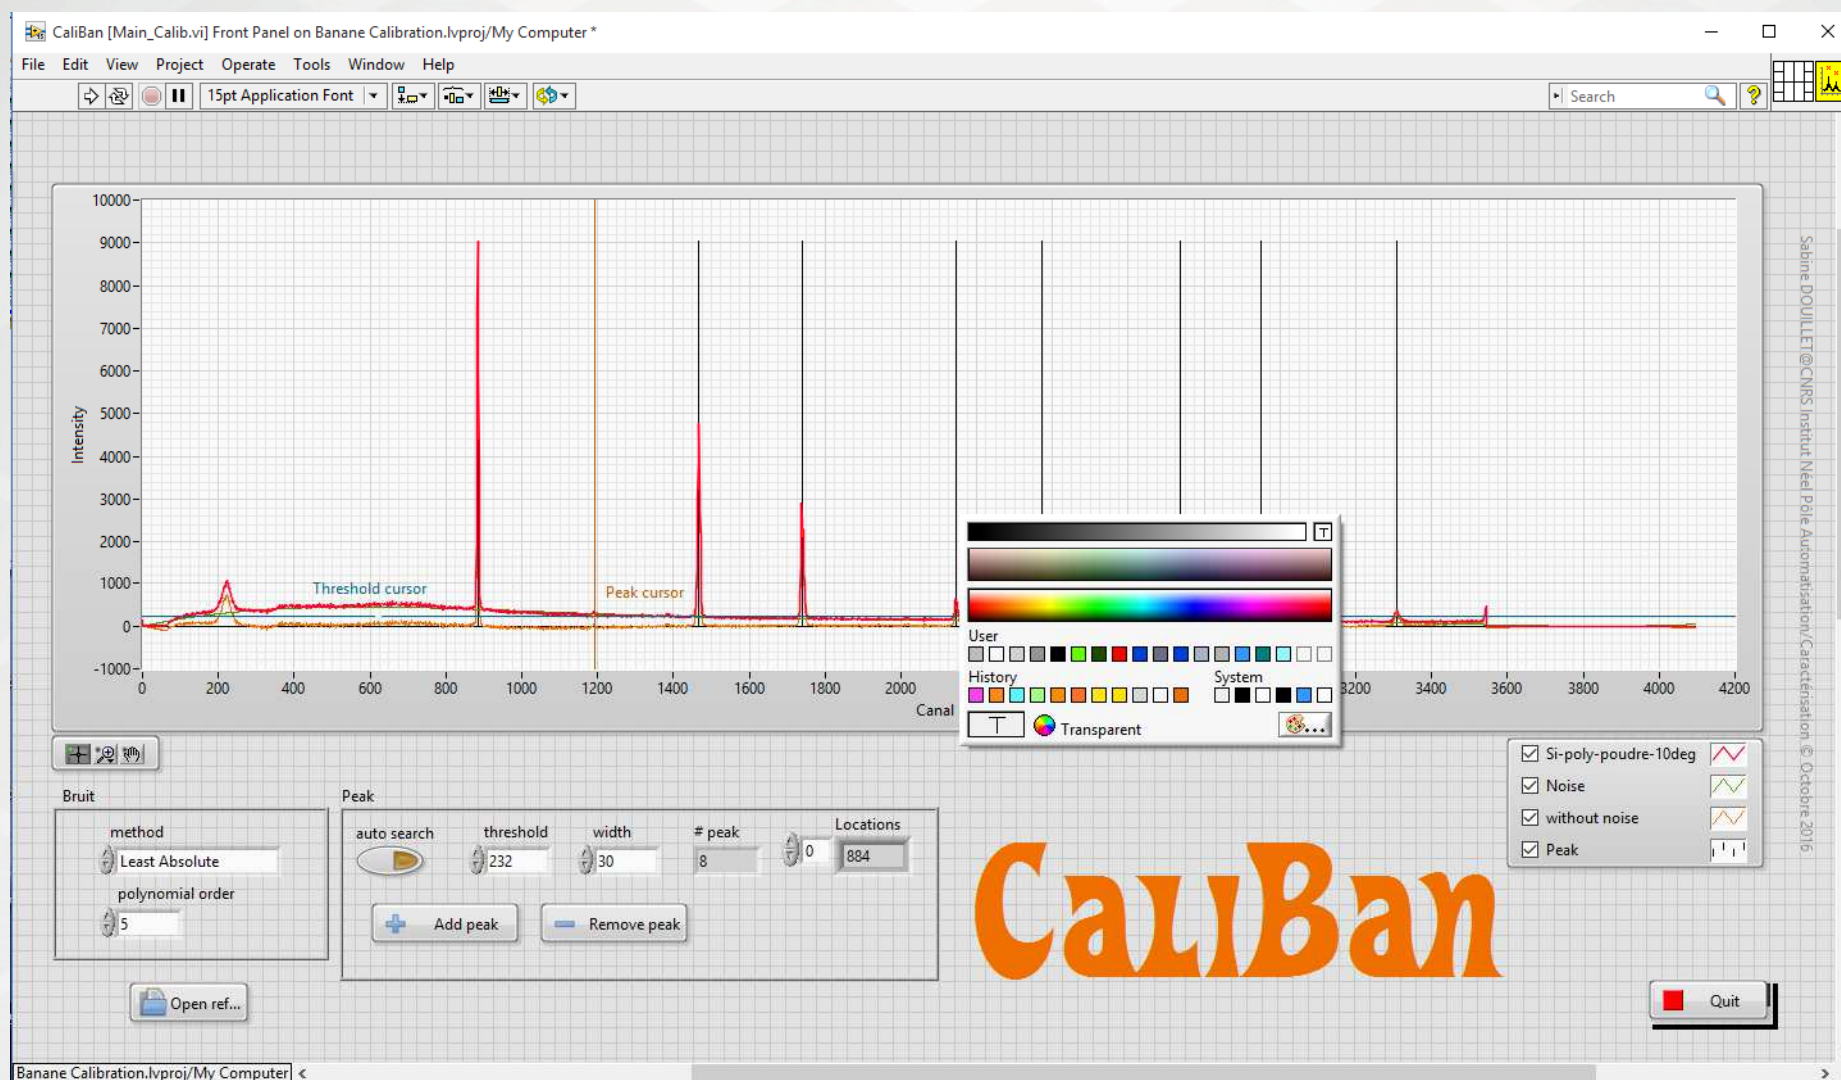 CaliBan [Main_Calib.vi] Front Panel on Banane Calibration.lvproj/My Computer *
File Edit View Project Operate Tools Window Help
15pt Application Font
Search
?
10000
9000
8000
7000
6000
5000
4000
3000
2000
1000
0
-1000
Intensity
Threshold cursor
Peak cursor
0 200 400 600 800 1000 1200 1400 1600 1800 2000 3200 3400 3600 3800 4000 4200
Canal
T
User
History System
T Transparent
...
Sabine DOUILLET@CNRS Institut Néel Pôle Automatisation/Caractérisation © Octobre 2016
Si-poly-poudre-10deg
Noise
without noise
Peak
Bruit
method
Least Absolute
polynomial order
5
Peak
auto search threshold width # peak Locations
232 30 8 0 884
Add peak Remove peak
Open ref...
CaliBan
Quit
Banane Calibration.lvproj/My Computer